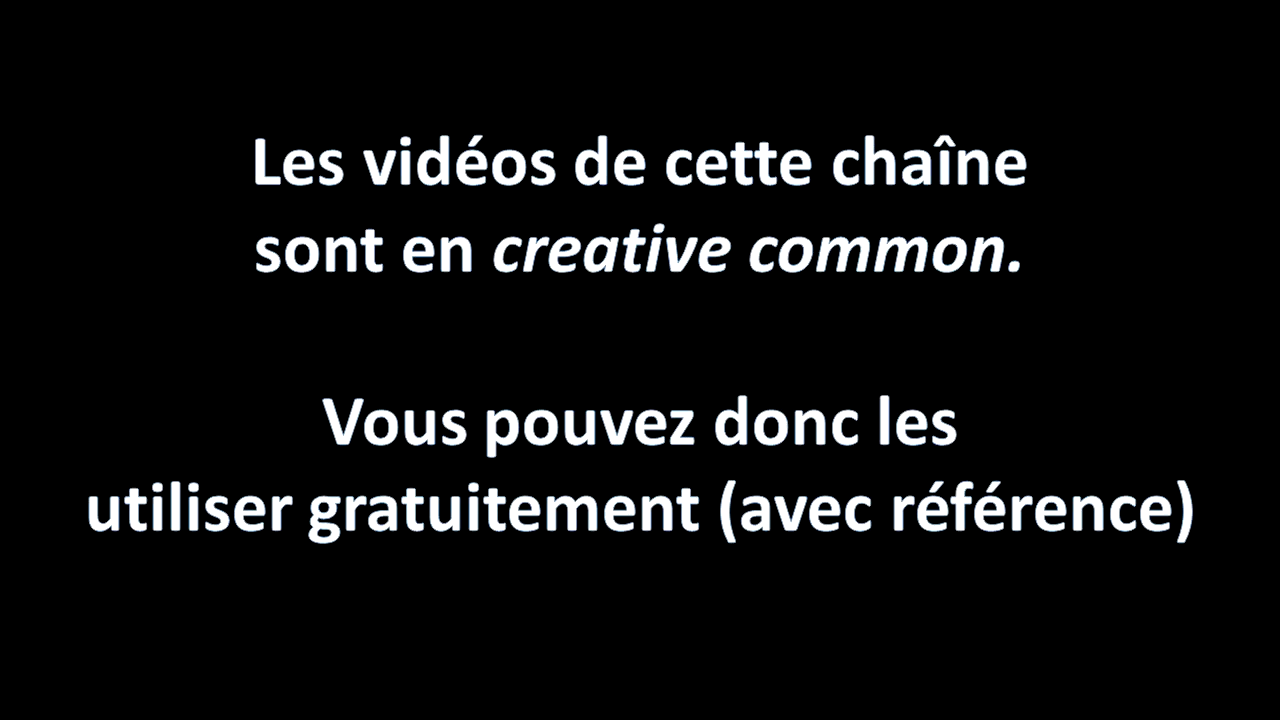 Les vidéos de cette chaîne
sont en creative common.
Vous pouvez donc les
utiliser gratuitement (avec référence)